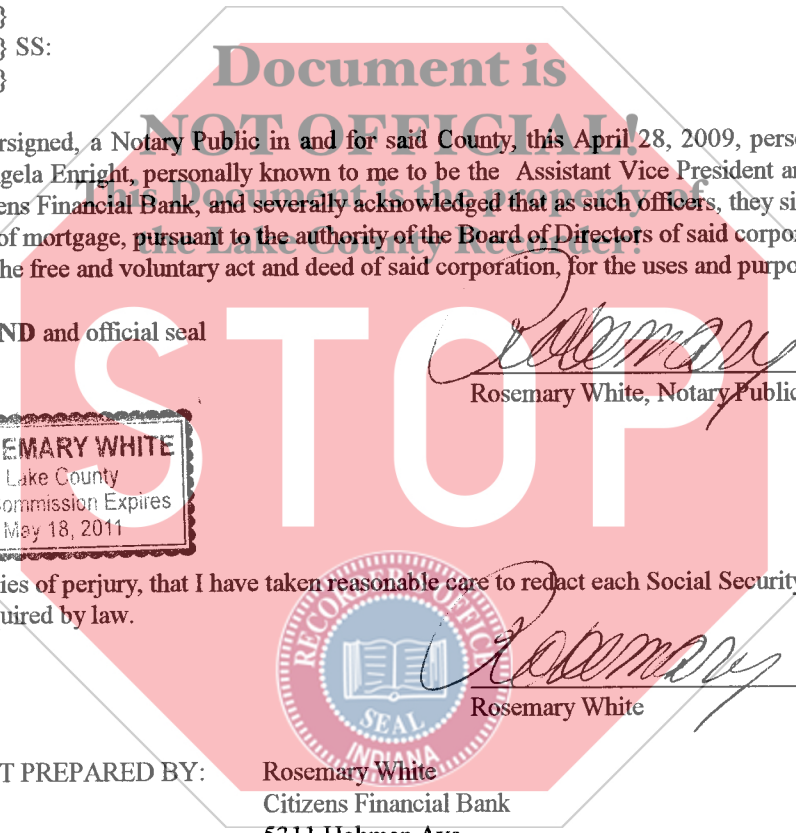 }
} SS:
}
Document is
NOT OFFICIAL!
This Document is the property of
the Lake County Recorder!
rsigned, a Notary Public in and for said County, this April 28, 2009, pers
gela Enright, personally known to me to be the Assistant Vice President a
ens Financial Bank, and severally acknowledged that as such officers, they si
of mortgage, pursuant to the authority of the Board of Directors of said corpor
he free and voluntary act and deed of said corporation, for the uses and purpo
ND and official seal
STOP
Rosemary
Rosemary White, Notary Public
EMARY WHITE
Lake County
ommission Expires
May 18, 2011
ies of perjury, that I have taken reasonable care to redact each Social Security
uired by law.
Rosemary
Rosemary White
RECORDER'S OFFICE
SEAL
INDIANA
T PREPARED BY: Rosemary White
Citizens Financial Bank